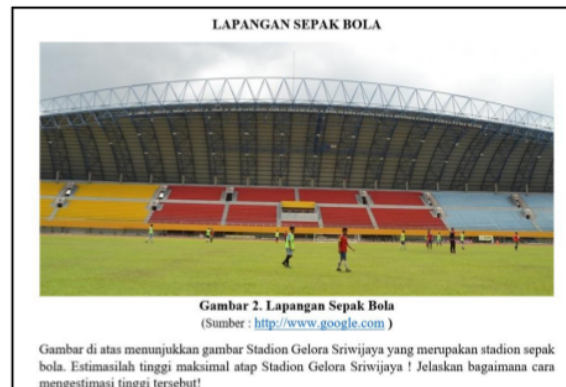 LAPANGAN SEPAK BOLA
Gambar 2. Lapangan Sepak Bola
(Sumber : http://www.google.com )
Gambar di atas menunjukkan gambar Stadion Gelora Sriwijaya yang merupakan stadion sepak
bola. Estimasilah tinggi maksimal atap Stadion Gelora Sriwijaya ! Jelaskan bagaimana cara
mengestimasi tinggi tersebut!